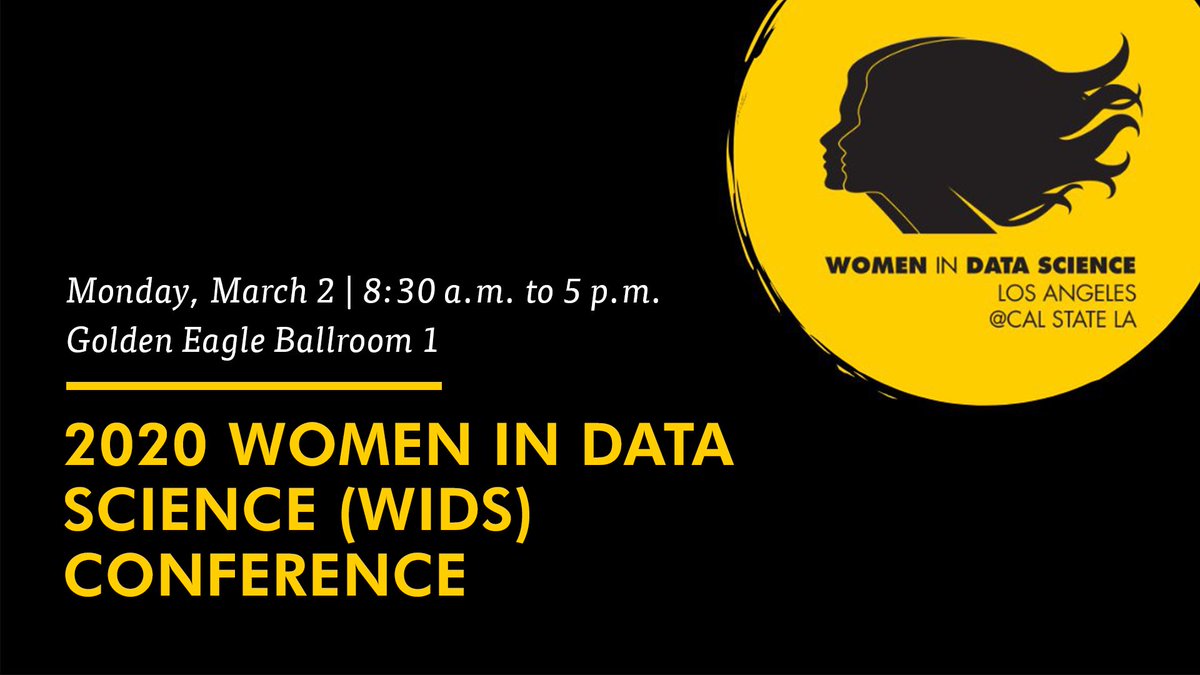 WOMEN IN DATA SCIENCE
LOS ANGELES
@CAL STATE LA
Monday, March 2 | 8:30 a.m. to 5 p.m.
Golden Eagle Ballroom 1
2020 WOMEN IN DATA
SCIENCE (WIDS)
CONFERENCE